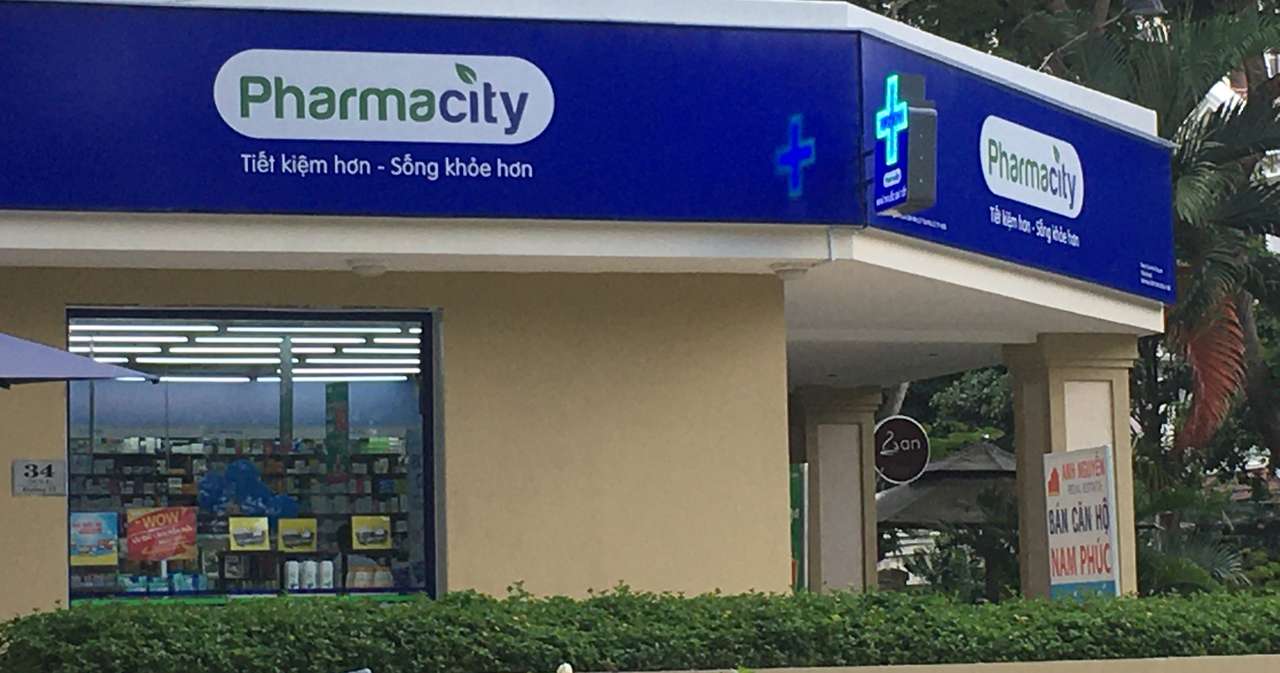 Pharmacity
Tiết kiệm hơn - Sống khỏe hơn
Pharmacity
Tiết kiệm hơn - Sống khỏe hơn
34
WOW
2san
ANH NGUYỄN
BÁN CĂN HỘ
NAM PHÚC